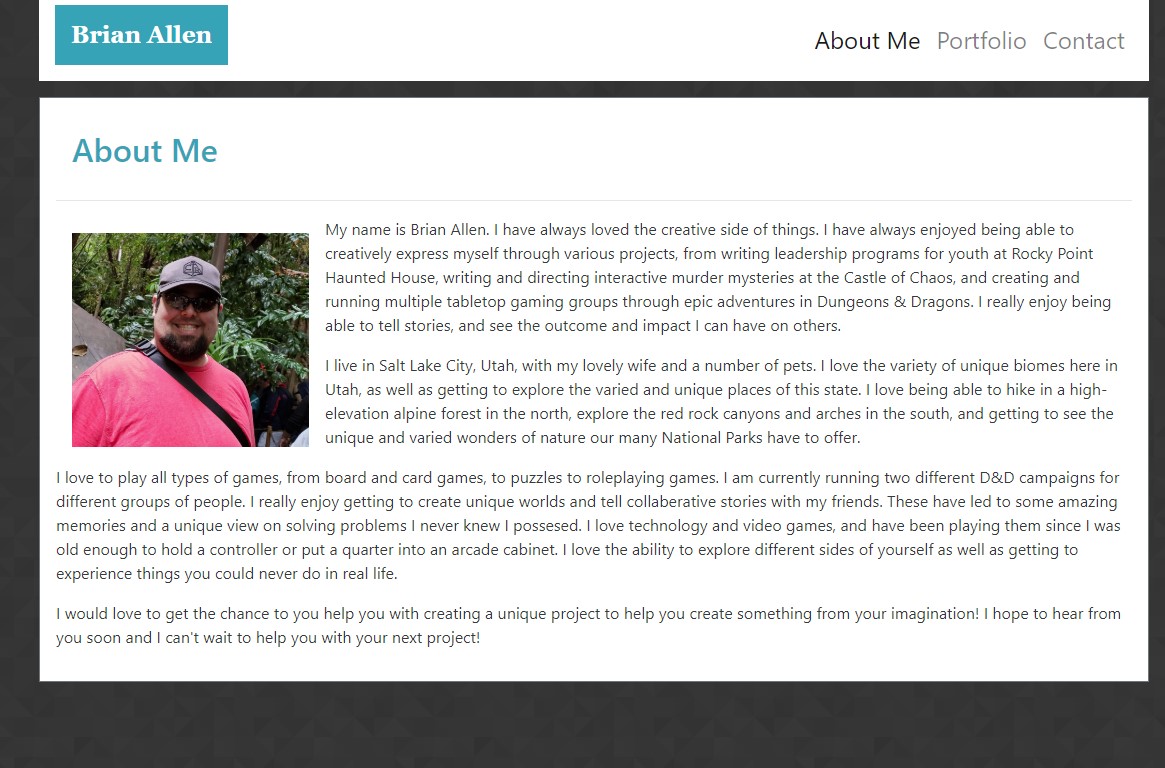 Brian Allen
About Me Portfolio Contact
About Me
My name is Brian Allen. I have always loved the creative side of things. I have always enjoyed being able to
creatively express myself through various projects, from writing leadership programs for youth at Rocky Point
Haunted House, writing and directing interactive murder mysteries at the Castle of Chaos, and creating and
running multiple tabletop gaming groups through epic adventures in Dungeons & Dragons. I really enjoy being
able to tell stories, and see the outcome and impact I can have on others.
I live in Salt Lake City, Utah, with my lovely wife and a number of pets. I love the variety of unique biomes here in
Utah, as well as getting to explore the varied and unique places of this state. I love being able to hike in a high-
elevation alpine forest in the north, explore the red rock canyons and arches in the south, and getting to see the
unique and varied wonders of nature our many National Parks have to offer.
I love to play all types of games, from board and card games, to puzzles to roleplaying games. I am currently running two different D&D campaigns for
different groups of people. I really enjoy getting to create unique worlds and tell collaberative stories with my friends. These have led to some amazing
memories and a unique view on solving problems I never knew I possesed. I love technology and video games, and have been playing them since I was
old enough to hold a controller or put a quarter into an arcade cabinet. I love the ability to explore different sides of yourself as well as getting to
experience things you could never do in real life.
I would love to get the chance to you help you with creating a unique project to help you create something from your imagination! I hope to hear from
you soon and I can't wait to help you with your next project!